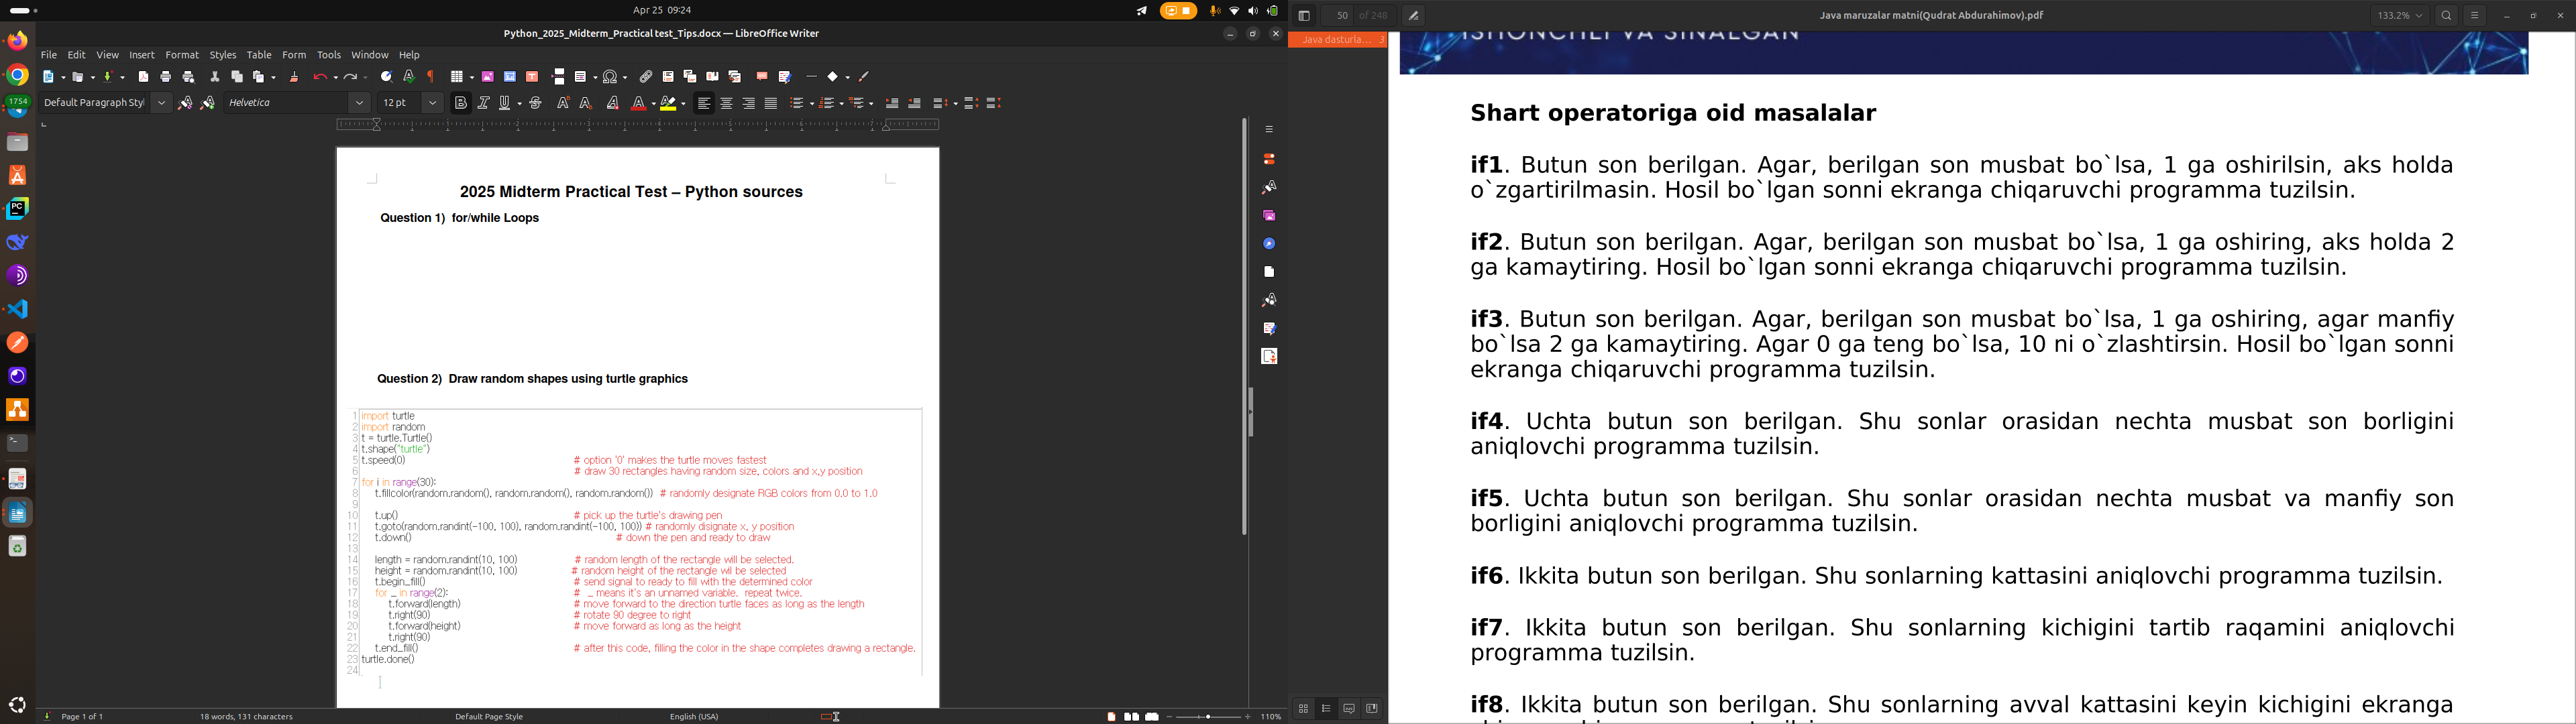 Apr 25 09:24
Python_2025_Midterm_Practical test_Tips.docx — LibreOffice Writer
File Edit View Insert Format Styles Table Form Tools Window Help
Default Paragraph Styl
Helvetica
12 pt
1754
2025 Midterm Practical Test – Python sources
Question 1) for/while Loops
Question 2) Draw random shapes using turtle graphics
1 import turtle
2 import random
3 t = turtle.Turtle()
4 t.shape("turtle")
5 t.speed(0) # option '0' makes the turtle moves fastest
6 # draw 30 rectangles having random size, colors and x,y position
7 for i in range(30):
8 t.fillcolor(random.random(), random.random(), random.random()) # randomly designate RGB colors from 0.0 to 1.0
9
10 t.up() # pick up the turtle's drawing pen
11 t.goto(random.randint(-100, 100), random.randint(-100, 100)) # randomly disignate x, y position
12 t.down() # down the pen and ready to draw
13
14 length = random.randint(10, 100) # random length of the rectangle will be selected.
15 height = random.randint(10, 100) # random height of the rectangle wil be selected
16 t.begin_fill() # send signal to ready to fill with the determined color
17 for _ in range(2): # _ means it's an unnamed variable. repeat twice.
18 t.forward(length) # move forward to the direction turtle faces as long as the length
19 t.right(90) # rotate 90 degree to right
20 t.forward(height) # move forward as long as the height
21 t.right(90)
22 t.end_fill() # after this code, filling the color in the shape completes drawing a rectangle.
23 turtle.done()
24
Page 1 of 1 18 words, 131 characters Default Page Style English (USA) 110%
50 of 248
Java maruzalar matni(Qudrat Abdurahimov).pdf
133.2%
Java dasturla... 3
ISHONCHLI VA SINALGAN
Shart operatoriga oid masalalar
if1. Butun son berilgan. Agar, berilgan son musbat bo`lsa, 1 ga oshirilsin, aks holda
o`zgartirilmasin. Hosil bo`lgan sonni ekranga chiqaruvchi programma tuzilsin.
if2. Butun son berilgan. Agar, berilgan son musbat bo`lsa, 1 ga oshiring, aks holda 2
ga kamaytiring. Hosil bo`lgan sonni ekranga chiqaruvchi programma tuzilsin.
if3. Butun son berilgan. Agar, berilgan son musbat bo`lsa, 1 ga oshiring, agar manfiy
bo`lsa 2 ga kamaytiring. Agar 0 ga teng bo`lsa, 10 ni o`zlashtirsin. Hosil bo`lgan sonni
ekranga chiqaruvchi programma tuzilsin.
if4. Uchta butun son berilgan. Shu sonlar orasidan nechta musbat son borligini
aniqlovchi programma tuzilsin.
if5. Uchta butun son berilgan. Shu sonlar orasidan nechta musbat va manfiy son
borligini aniqlovchi programma tuzilsin.
if6. Ikkita butun son berilgan. Shu sonlarning kattasini aniqlovchi programma tuzilsin.
if7. Ikkita butun son berilgan. Shu sonlarning kichigini tartib raqamini aniqlovchi
programma tuzilsin.
if8. Ikkita butun son berilgan. Shu sonlarning avval kattasini keyin kichigini ekranga